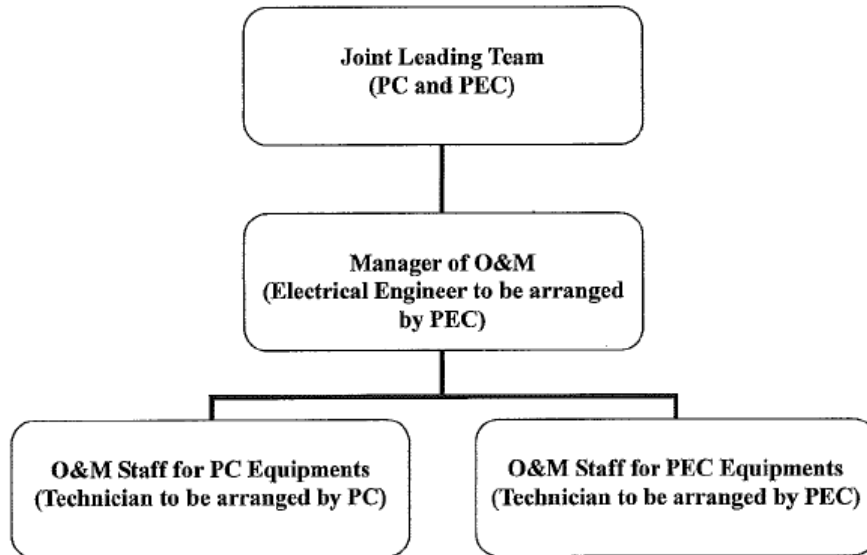 Joint Leading Team
(PC and PEC)
Manager of O&M
(Electrical Engineer to be arranged
by PEC)
O&M Staff for PC Equipments
(Technician to be arranged by PC)
O&M Staff for PEC Equipments
(Technician to be arranged by PEC)